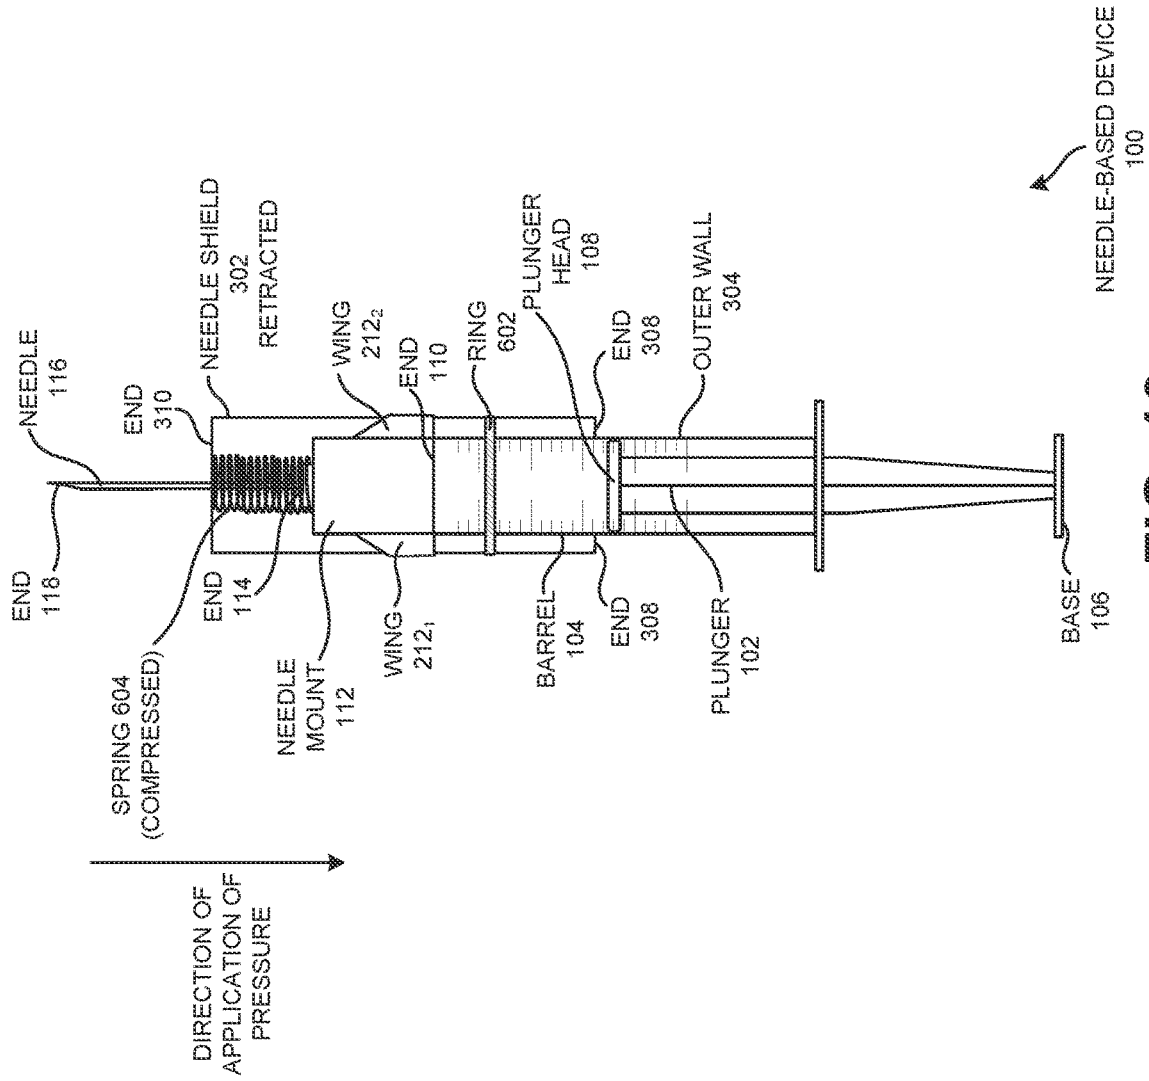 DIRECTION OF
APPLICATION OF
PRESSURE
SPRING 604
(COMPRESSED)
END
118
NEEDLE
116
END
310
NEEDLE SHIELD
302
RETRACTED
END
114
NEEDLE
MOUNT
112
WING
212₂
WING
212₁
END
110
RING
602
PLUNGER
HEAD
108
BARREL
104
END
308
END
308
OUTER WALL
304
PLUNGER
102
BASE
106
NEEDLE-BASED DEVICE
100